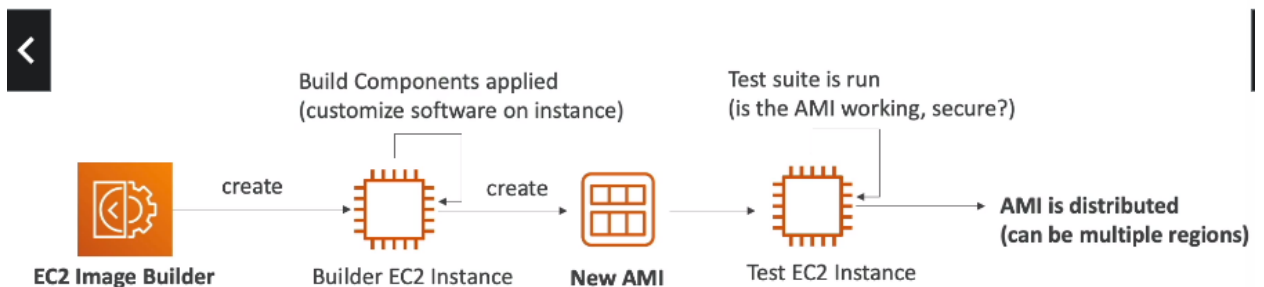 Build Components applied
(customize software on instance)
Test suite is run
(is the AMI working, secure?)
create
create
AMI is distributed
(can be multiple regions)
EC2 Image Builder
Builder EC2 Instance
New AMI
Test EC2 Instance